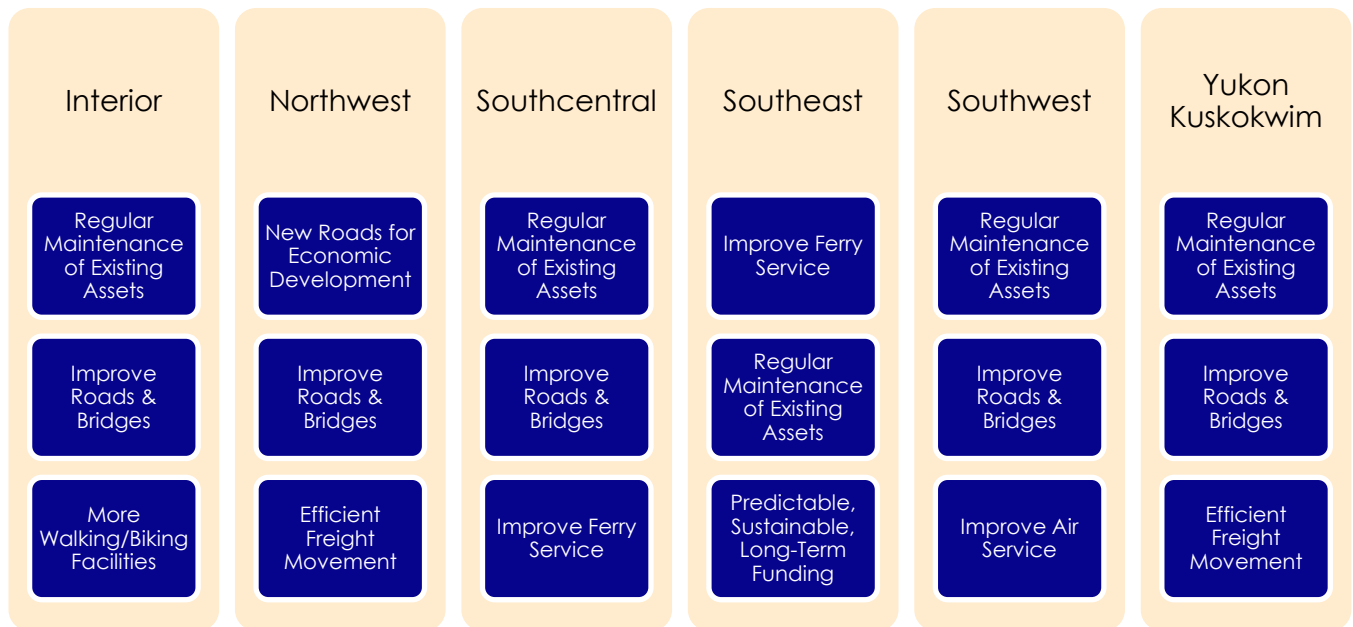 Interior
Regular
Maintenance
of Existing
Assets
Improve
Roads &
Bridges
More
Walking/Biking
Facilities
Northwest
New Roads for
Economic
Development
Improve
Roads &
Bridges
Efficient
Freight
Movement
Southcentral
Regular
Maintenance
of Existing
Assets
Improve
Roads &
Bridges
Improve Ferry
Service
Southeast
Improve Ferry
Service
Regular
Maintenance
of Existing
Assets
Predictable,
Sustainable,
Long-Term
Funding
Southwest
Regular
Maintenance
of Existing
Assets
Improve
Roads &
Bridges
Improve Air
Service
Yukon
Kuskokwim
Regular
Maintenance
of Existing
Assets
Improve
Roads &
Bridges
Efficient
Freight
Movement